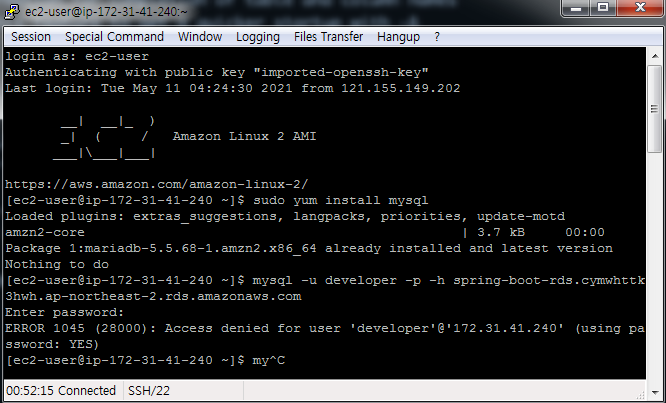 ec2-user@ip-172-31-41-240:~
Session Special Command Window Logging Files Transfer Hangup ?
login as: ec2-user
Authenticating with public key "imported-openssh-key"
Last login: Tue May 11 04:24:30 2021 from 121.155.149.202
__| __|_ )
_| ( / Amazon Linux 2 AMI
___|\___|___|
https://aws.amazon.com/amazon-linux-2/
[ec2-user@ip-172-31-41-240 ~]$ sudo yum install mysql
Loaded plugins: extras_suggestions, langpacks, priorities, update-motd
amzn2-core | 3.7 kB 00:00
Package 1:mariadb-5.5.68-1.amzn2.x86_64 already installed and latest version
Nothing to do
[ec2-user@ip-172-31-41-240 ~]$ mysql -u developer -p -h spring-boot-rds.cymwhttk
3hwh.ap-northeast-2.rds.amazonaws.com
Enter password:
ERROR 1045 (28000): Access denied for user 'developer'@'172.31.41.240' (using pa
ssword: YES)
[ec2-user@ip-172-31-41-240 ~]$ my^C
00:52:15 Connected SSH/22